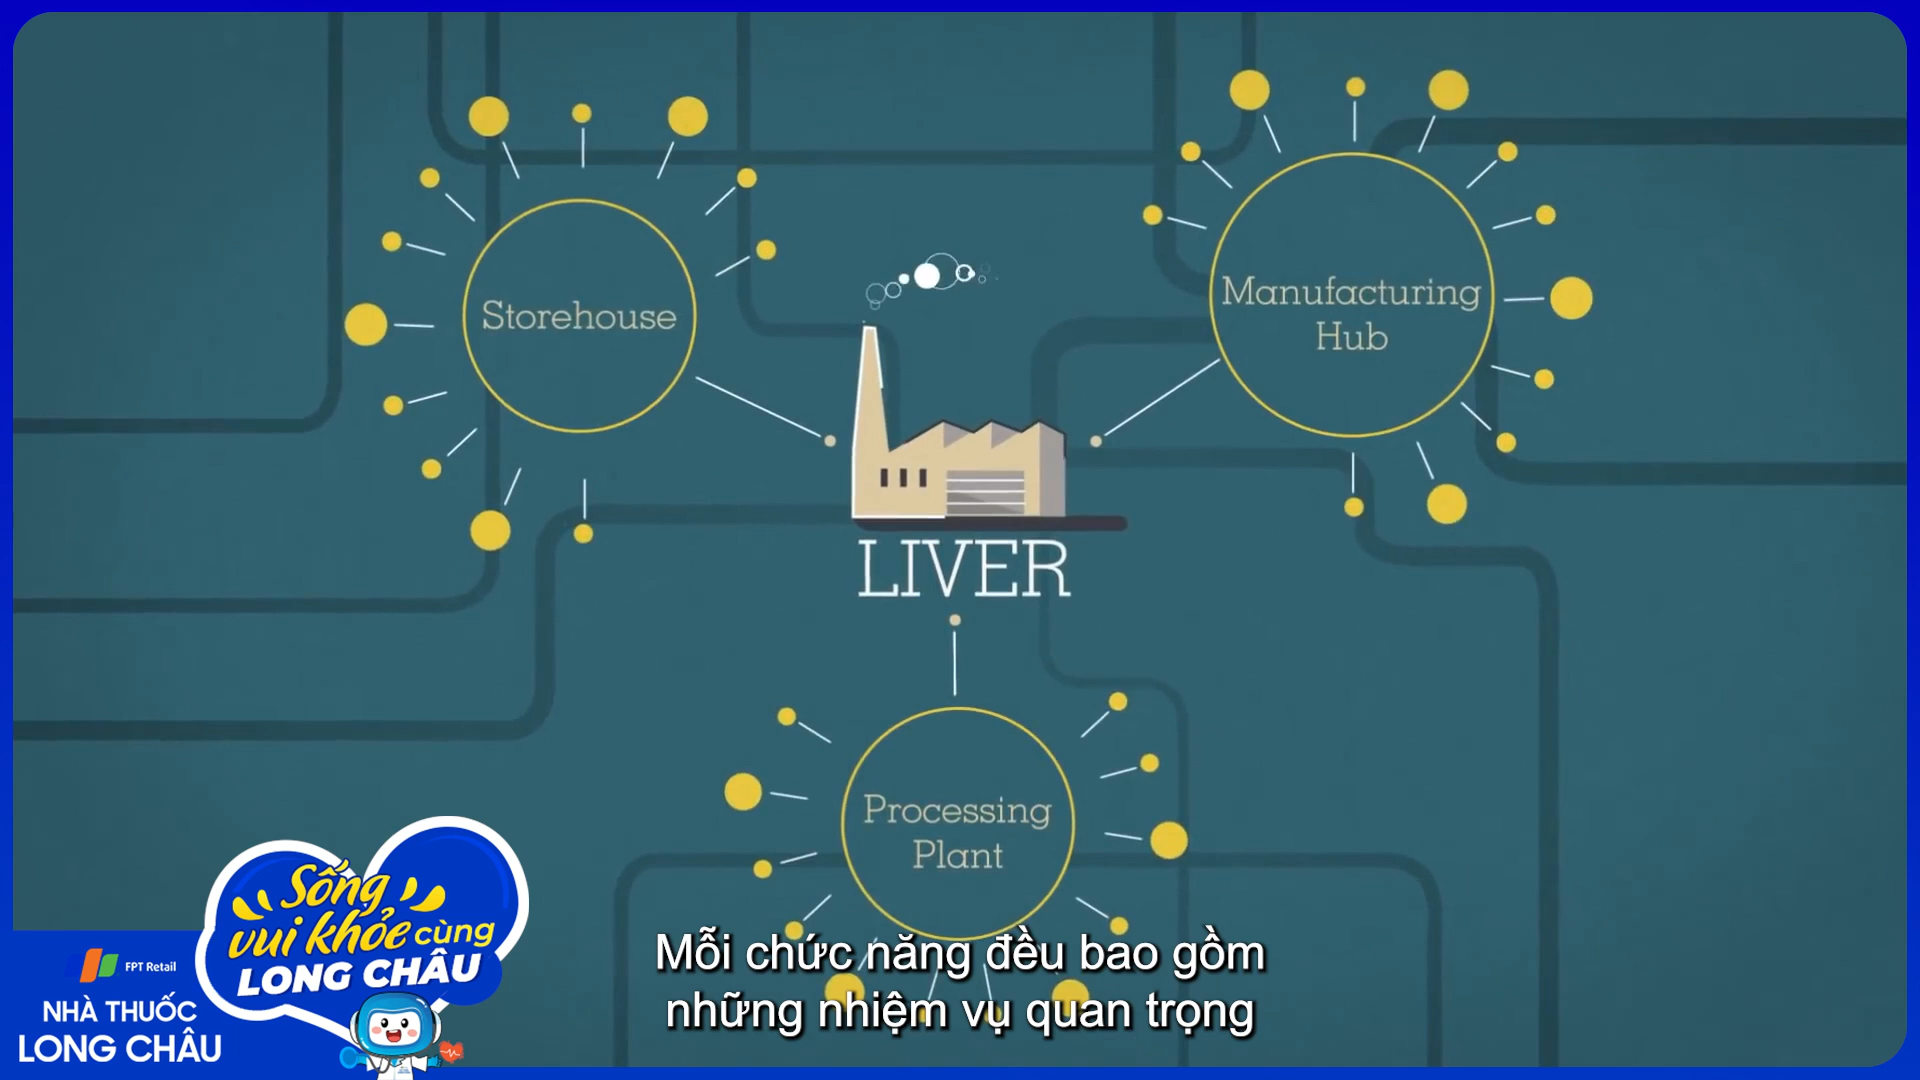 Storehouse
Manufacturing
Hub
LIVER
Processing
Plant
Sống
vui khỏe cùng
LONG CHÂU
FPT Retail
NHÀ THUỐC
LONG CHÂU
Mỗi chức năng đều bao gồm
những nhiệm vụ quan trọng